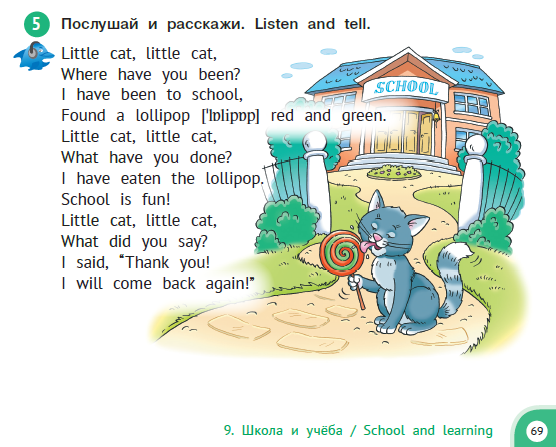 5 Послушай и расскажи. Listen and tell.
Little cat, little cat,
Where have you been?
I have been to school,
Found a lollipop ['lɒlipɒp] red and green.
Little cat, little cat,
What have you done?
I have eaten the lollipop.
School is fun!
Little cat, little cat,
What did you say?
I said, “Thank you!
I will come back again!”
SCHOOL
9. Школа и учёба / School and learning
69